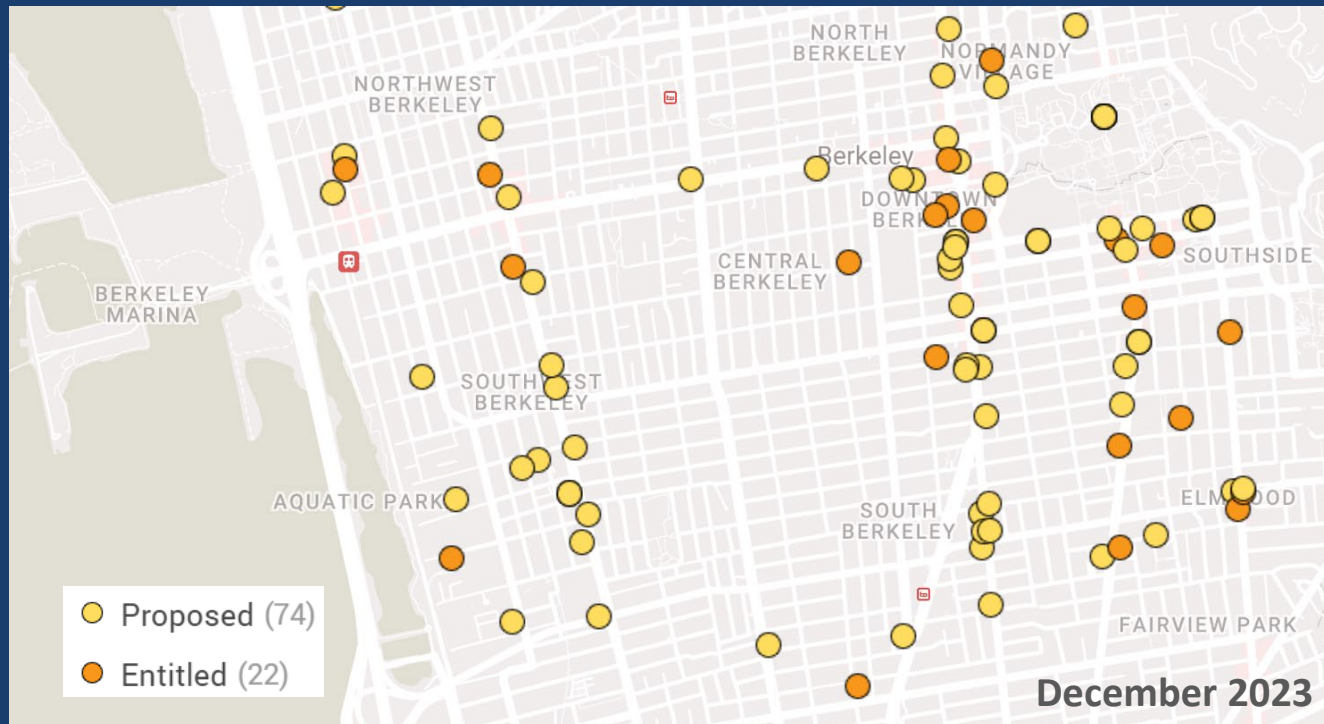 NORTH
BERKELEY
NORMANDY
VILLAGE
NORTHWEST
BERKELEY
Berkeley
DOWNTOWN
BERKELEY
SOUTHSIDE
CENTRAL
BERKELEY
BERKELEY
MARINA
SOUTHWEST
BERKELEY
AQUATIC PARK
SOUTH
BERKELEY
ELMWOOD
FAIRVIEW PARK
Proposed (74)
Entitled (22)
December 2023